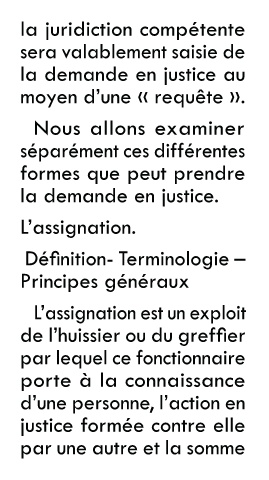 la juridiction compétente
sera valablement saisie de
la demande en justice au
moyen d’une « requête ».
Nous allons examiner
séparément ces différentes
formes que peut prendre
la demande en justice.
L’assignation.
Définition- Terminologie –
Principes généraux
L’assignation est un exploit
de l’huissier ou du greffier
par lequel ce fonctionnaire
porte à la connaissance
d’une personne, l’action en
justice formée contre elle
par une autre et la somme